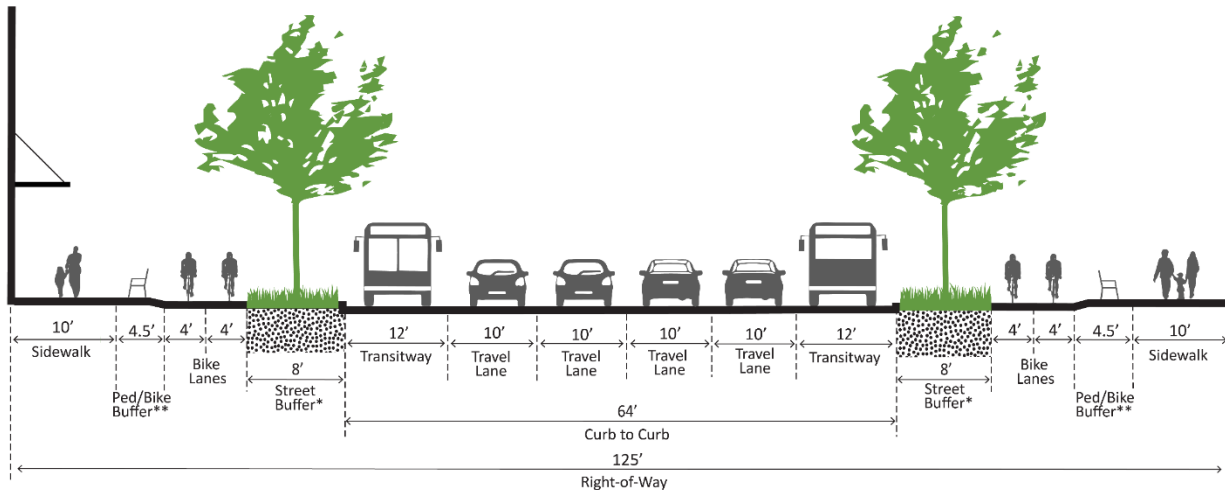 10’
Sidewalk
4.5’
Ped/Bike
Buffer**
4’
4’
Bike
Lanes
8’
Street
Buffer*
12’
Transitway
10’
Travel
Lane
10’
Travel
Lane
10’
Travel
Lane
10’
Travel
Lane
12’
Transitway
8’
Street
Buffer*
4’
4’
Bike
Lanes
4.5’
Ped/Bike
Buffer**
10’
Sidewalk
64’
Curb to Curb
125’
Right-of-Way